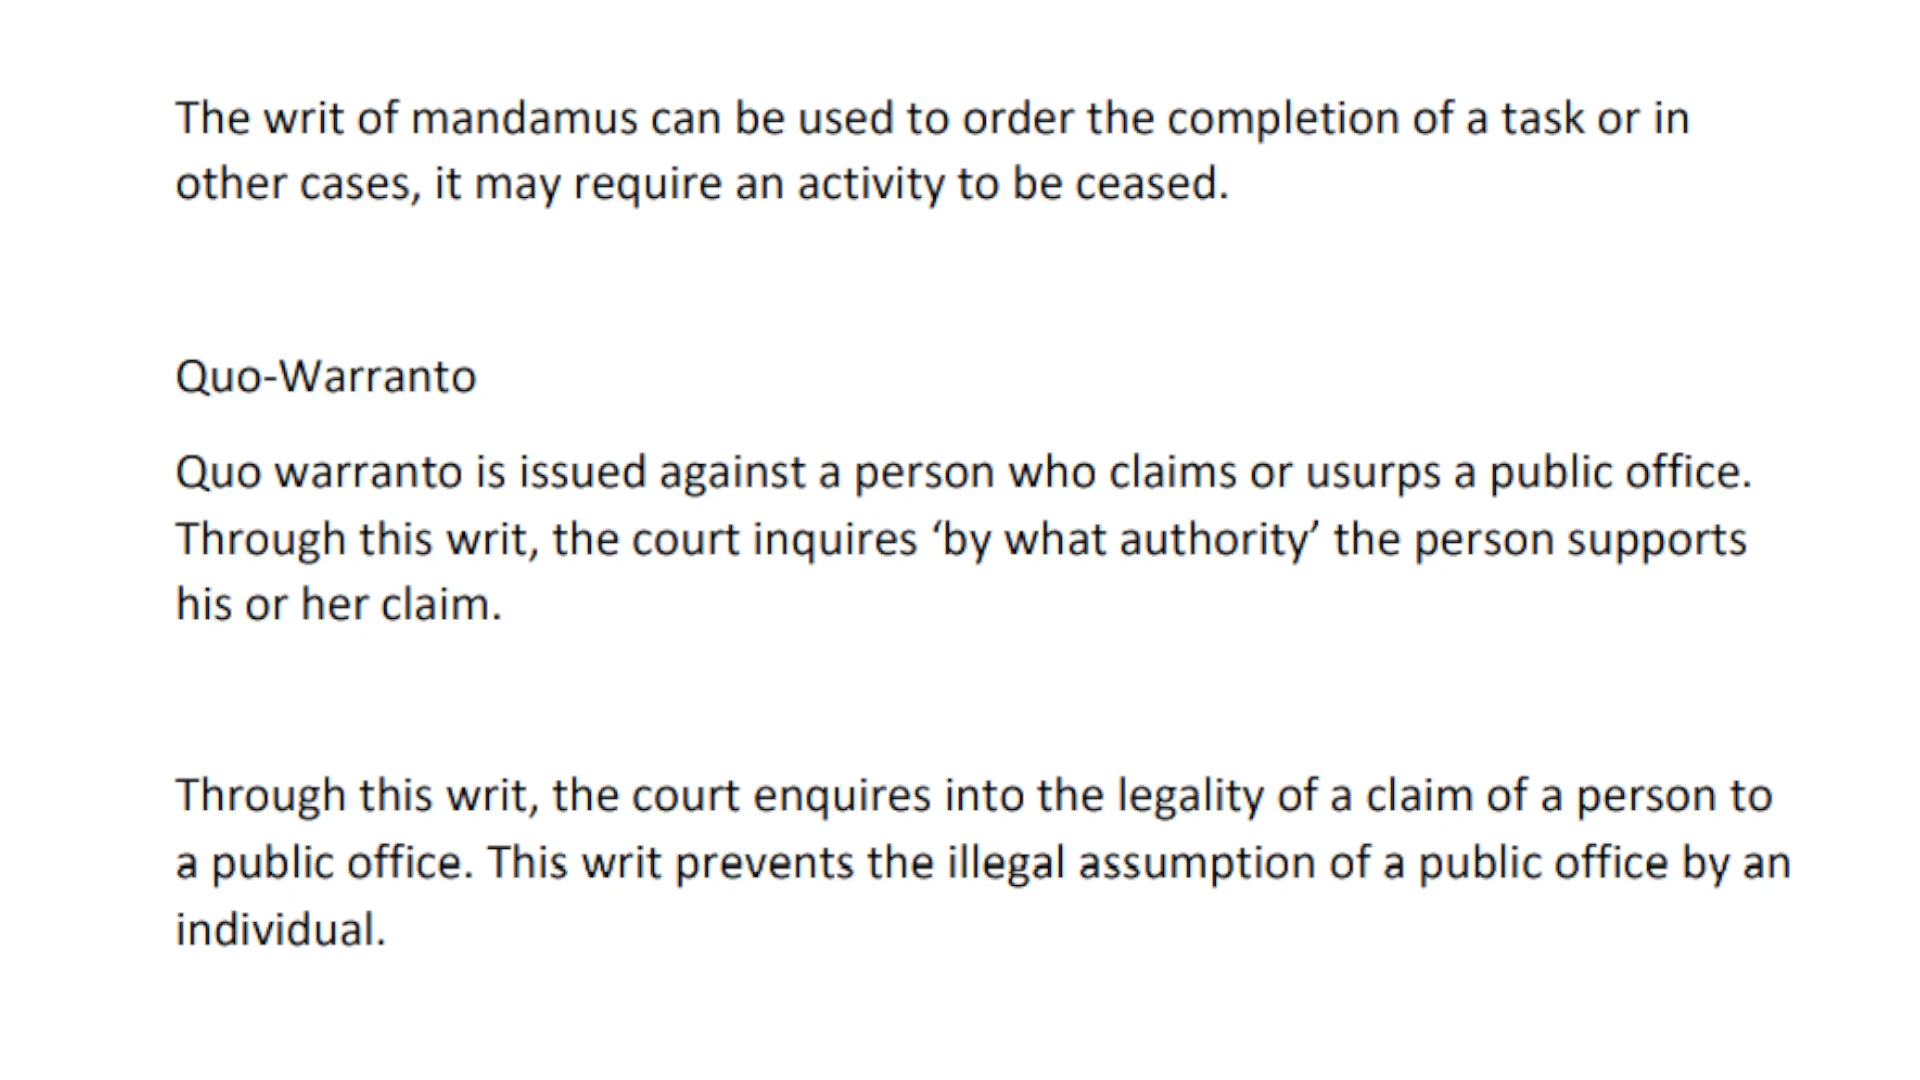 The writ of mandamus can be used to order the completion of a task or in
other cases, it may require an activity to be ceased.
Quo-Warranto
Quo warranto is issued against a person who claims or usurps a public office.
Through this writ, the court inquires ‘by what authority’ the person supports
his or her claim.
Through this writ, the court enquires into the legality of a claim of a person to
a public office. This writ prevents the illegal assumption of a public office by an
individual.